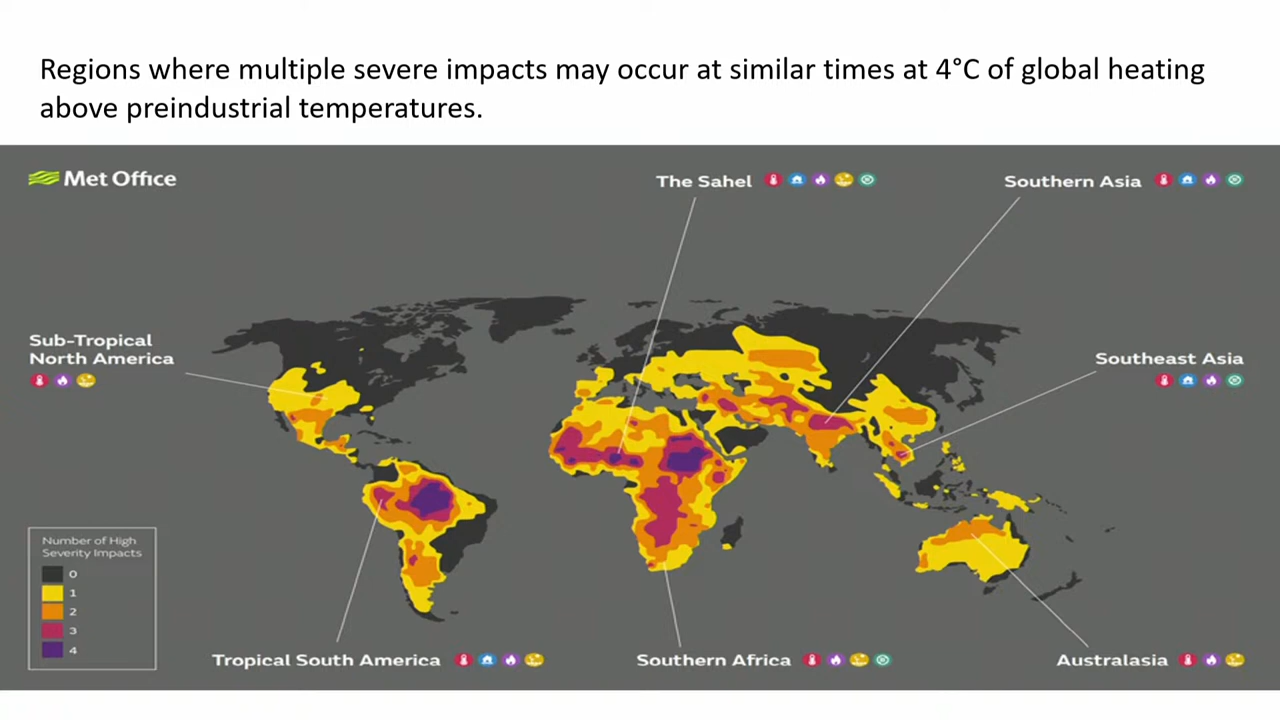 Regions where multiple severe impacts may occur at similar times at 4°C of global heating
above preindustrial temperatures.
Met Office
The Sahel
Southern Asia
Sub-Tropical
North America
Southeast Asia
Number of High
Severity Impacts
0
1
2
3
4
Tropical South America
Southern Africa
Australasia